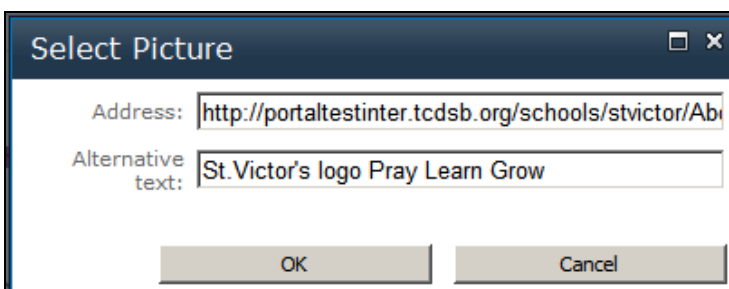 Select Picture
Address: http://portaltestinter.tcdsb.org/schools/stvictor/Abo
Alternative
text: St.Victor's logo Pray Learn Grow
OK Cancel